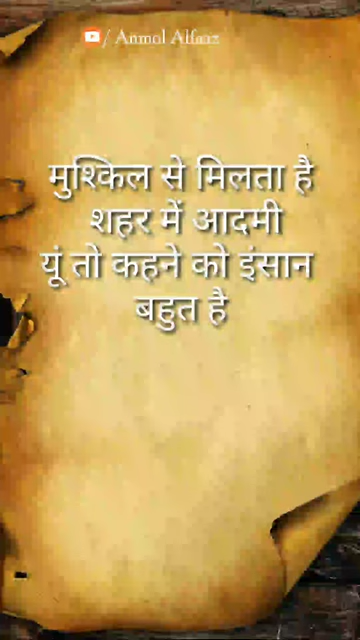 / Anmol Alfaaz
मुश्किल से मिलता है
शहर में आदमी
यूं तो कहने को इंसान
बहुत है